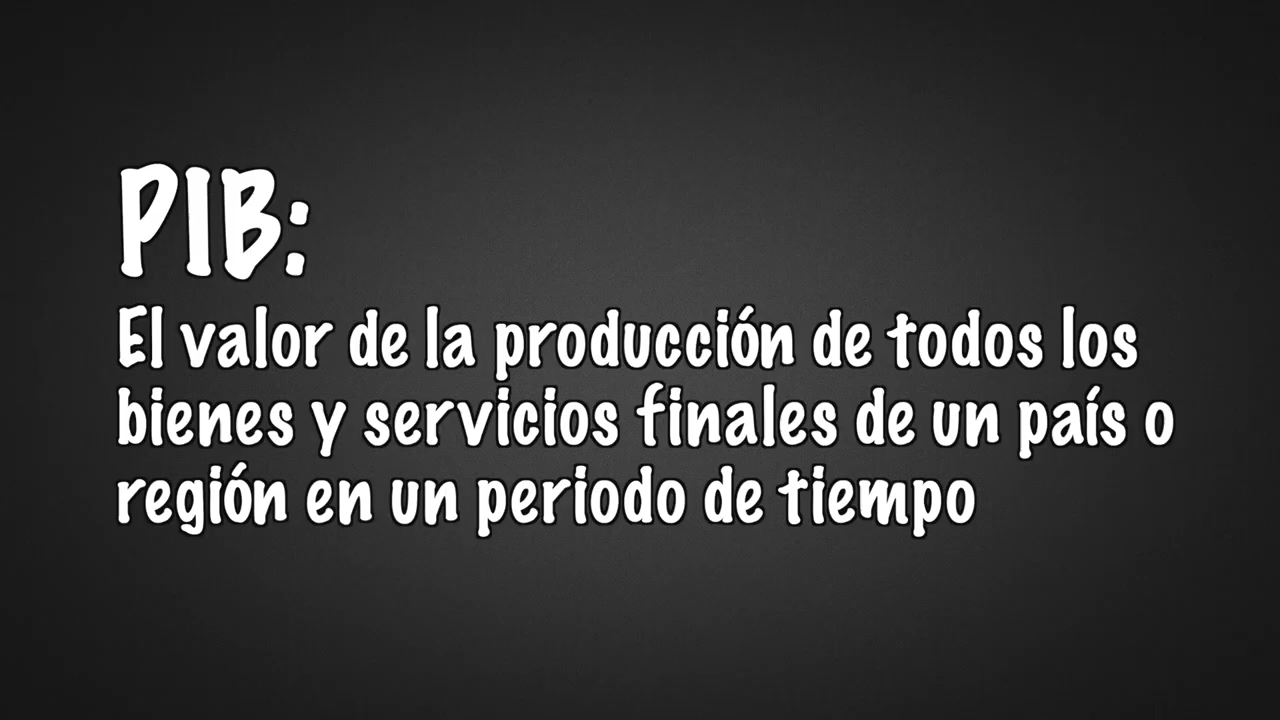 PIB:
El valor de la producción de todos los
bienes y servicios finales de un país o
región en un periodo de tiempo